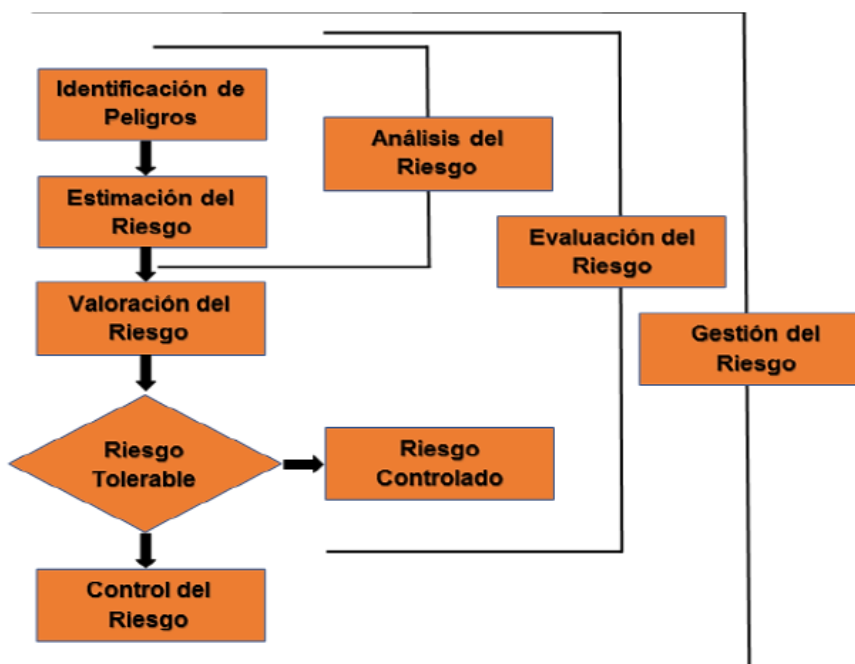 Identificación de
Peligros
Análisis del
Riesgo
Estimación del
Riesgo
Evaluación del
Riesgo
Valoración del
Riesgo
Gestión del
Riesgo
Riesgo
Tolerable
Riesgo
Controlado
Control del
Riesgo